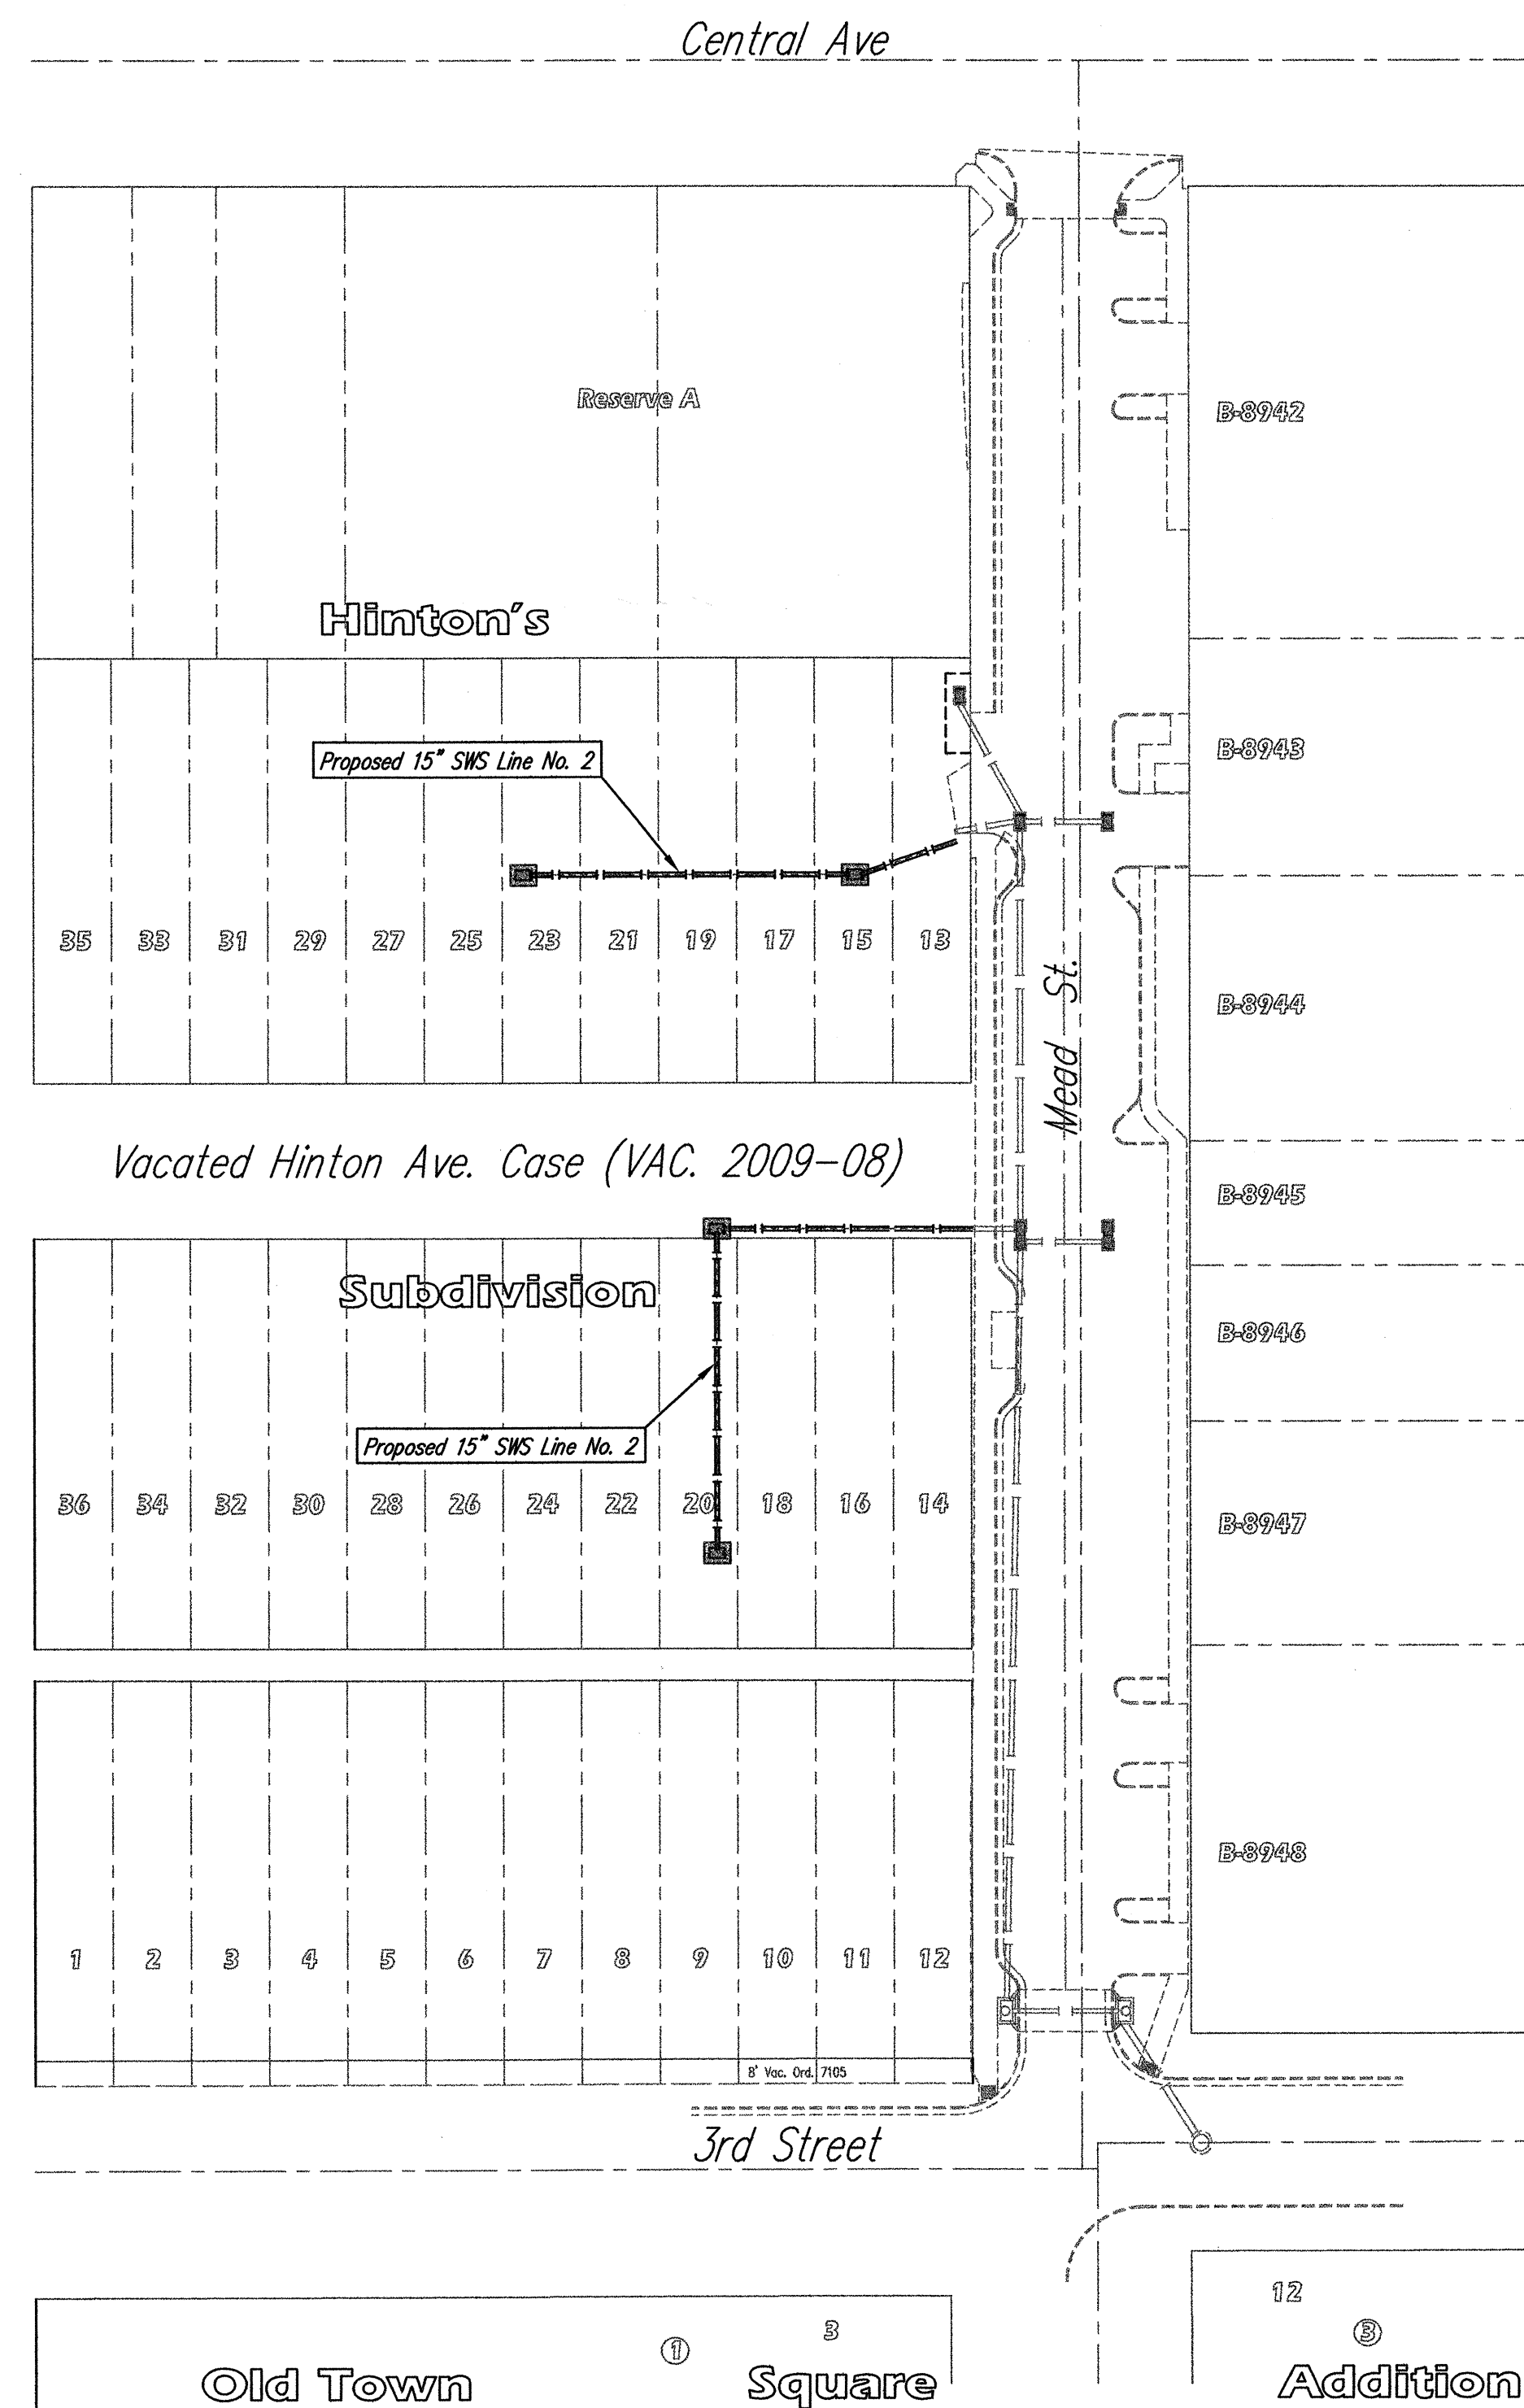 Central Ave
Reserve A
B-8942
Hinton's
Proposed 15" SWS Line No. 2
B-8943
35 33 31 29 27 25 23 21 19 17 15 13
Mead St.
B-8944
Vacated Hinton Ave. Case (VAC. 2009-08)
B-8945
Subdivision
B-8946
Proposed 15" SWS Line No. 2
36 34 32 30 28 26 24 22 20 18 16 14
B-8947
B-8948
1 2 3 4 5 6 7 8 9 10 11 12
8' Vac. Ord. 7105
3rd Street
12
3
1
3
Old Town Square Addition